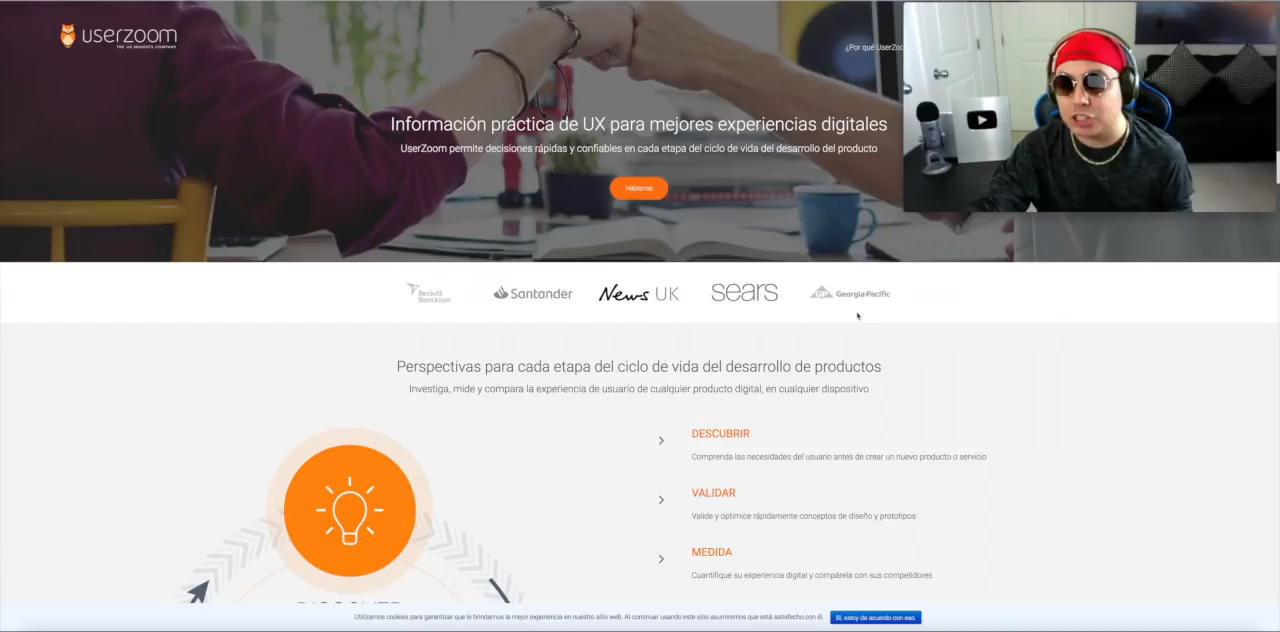 userzoom
THE UX INSIGHTS COMPANY
¿Por qué UserZoo
Información práctica de UX para mejores experiencias digitales
UserZoom permite decisiones rápidas y confiables en cada etapa del ciclo de vida del desarrollo del producto
Háblanos
Reckitt
Benckiser
Santander
News UK
sears
GP Georgia-Pacific
Perspectivas para cada etapa del ciclo de vida del desarrollo de productos
Investiga, mide y compara la experiencia de usuario de cualquier producto digital, en cualquier dispositivo
DESCUBRIR
Comprenda las necesidades del usuario antes de crear un nuevo producto o servicio
VALIDAR
Valide y optimice rápidamente conceptos de diseño y prototipos
MEDIDA
Cuantifique su experiencia digital y compárela con sus competidores
Utilizamos cookies para garantizar que le brindamos la mejor experiencia en nuestro sitio web. Al continuar usando este sitio asumiremos que está satisfecho con él.
Sí, estoy de acuerdo con eso.